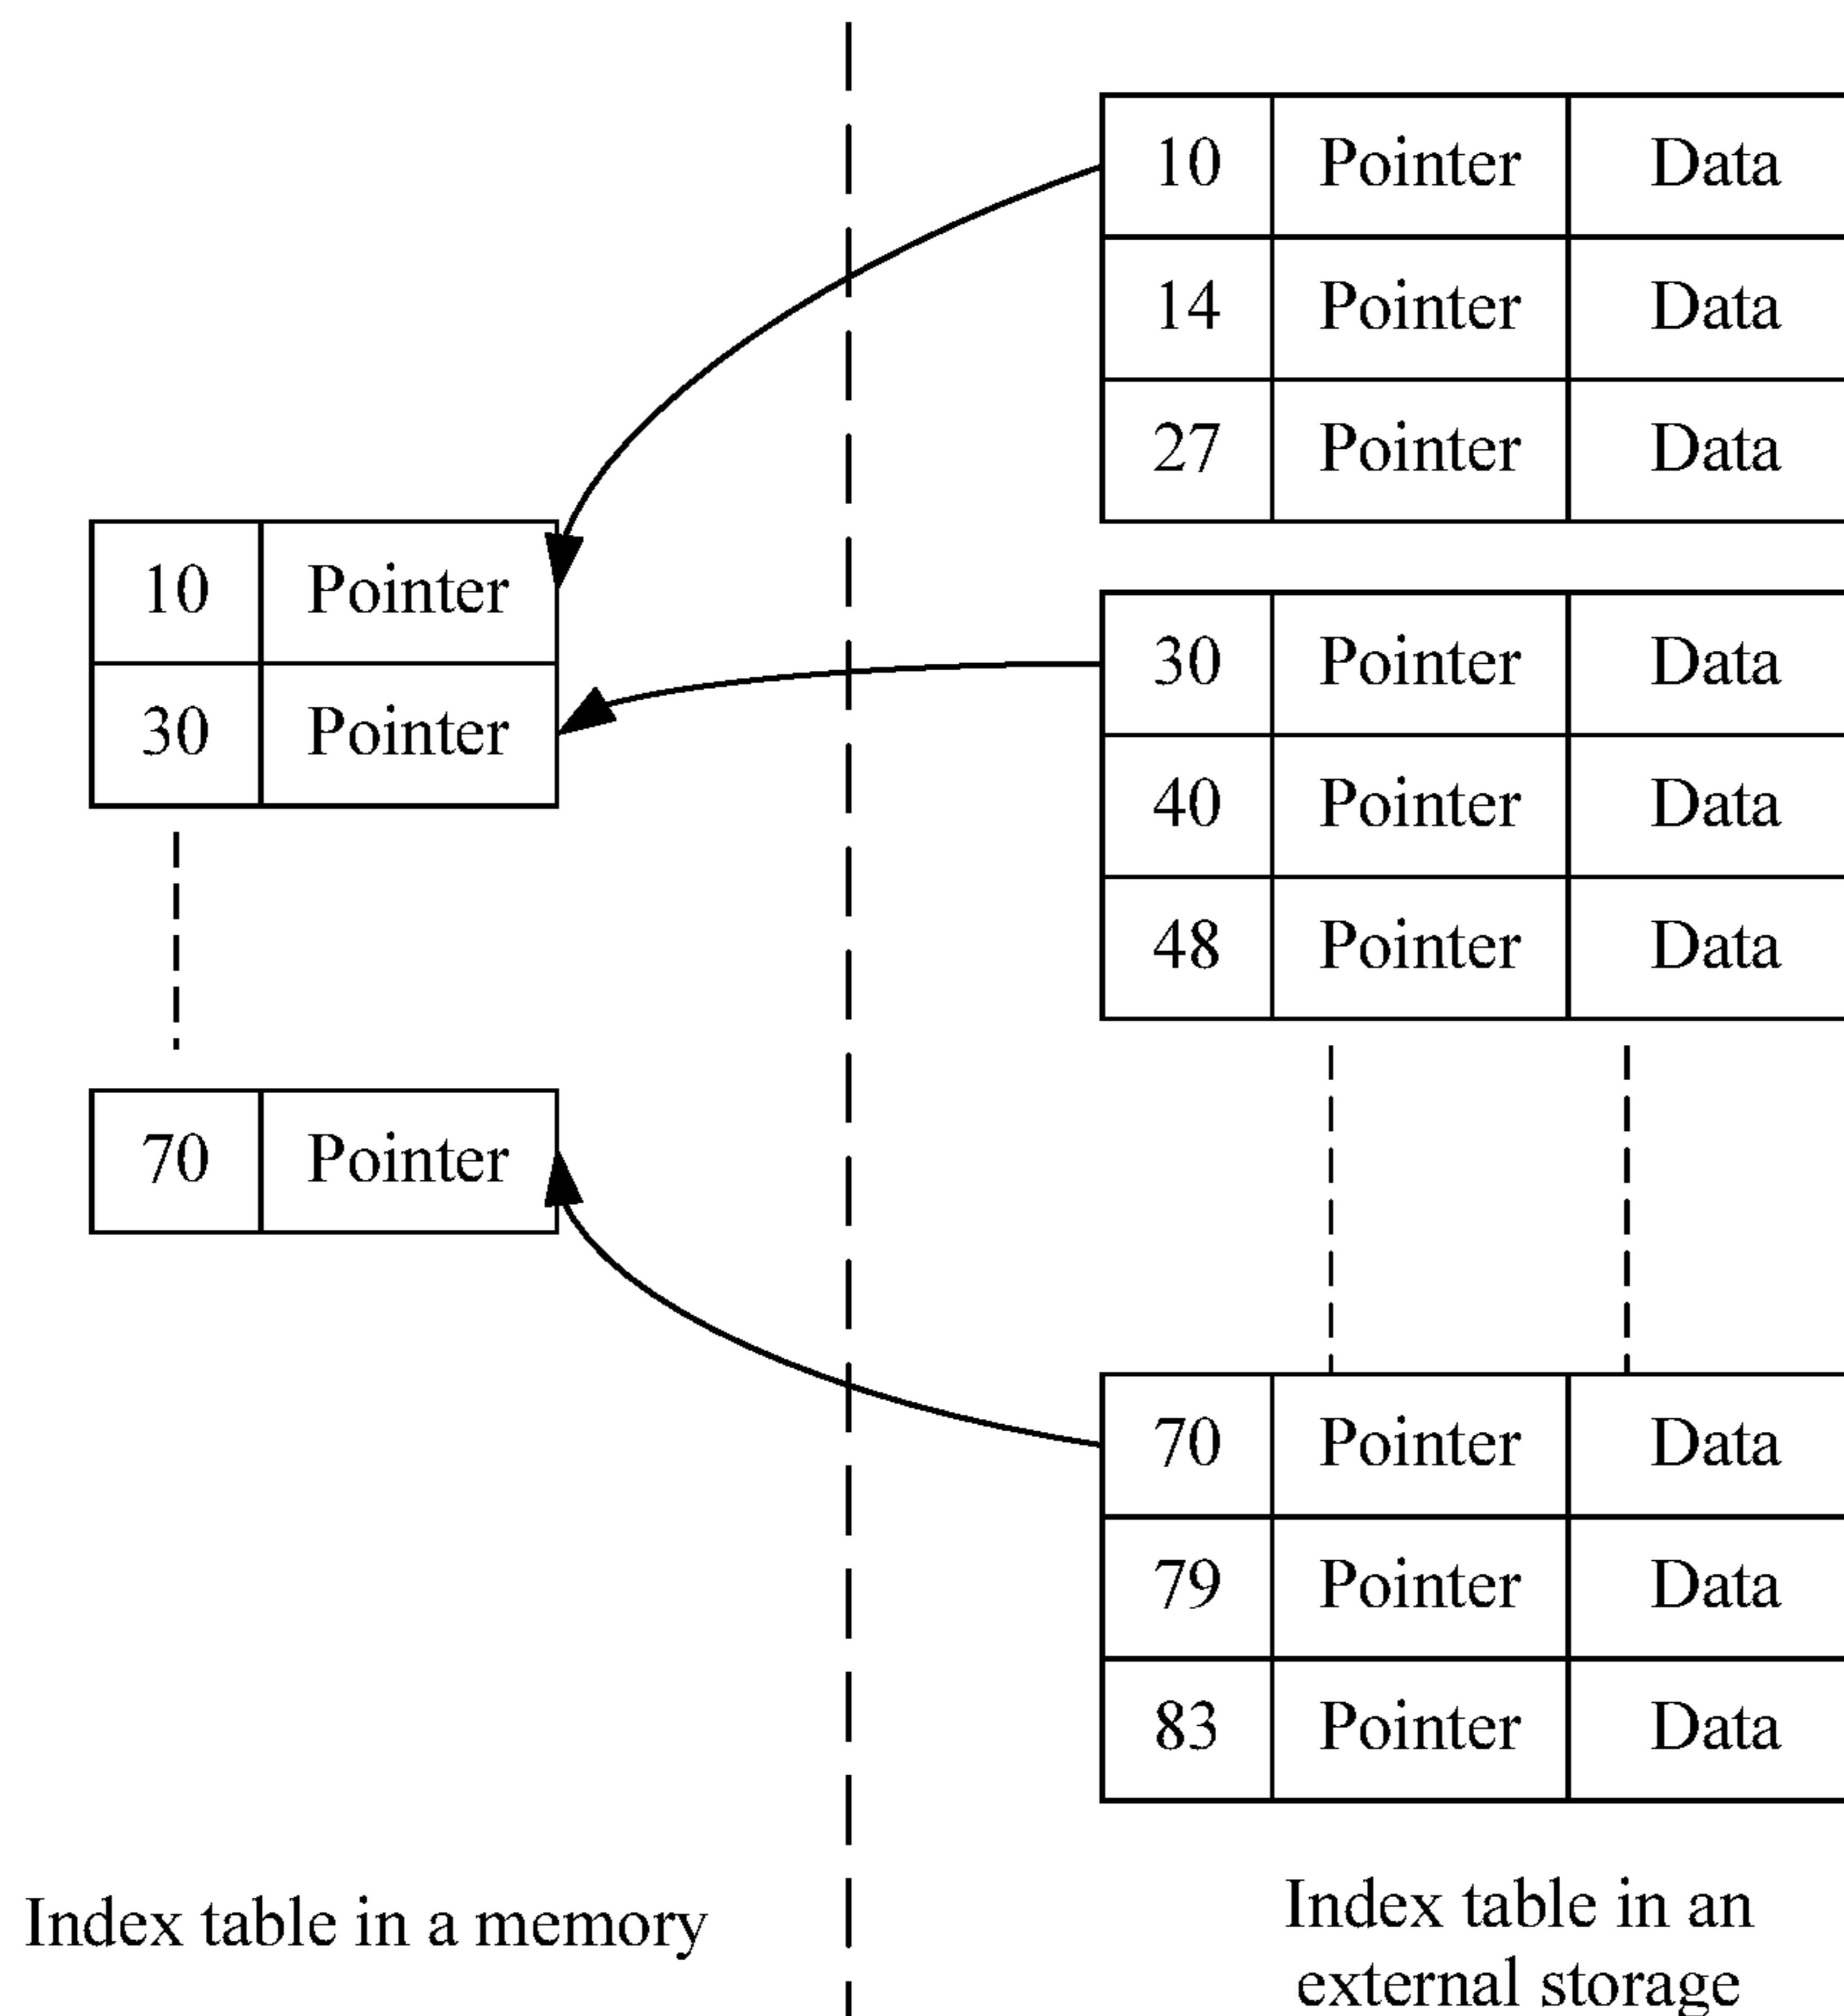 10 Pointer Data
14 Pointer Data
27 Pointer Data
10 Pointer
30 Pointer
30 Pointer Data
40 Pointer Data
48 Pointer Data
70 Pointer
70 Pointer Data
79 Pointer Data
83 Pointer Data
Index table in a memory
Index table in an
external storage